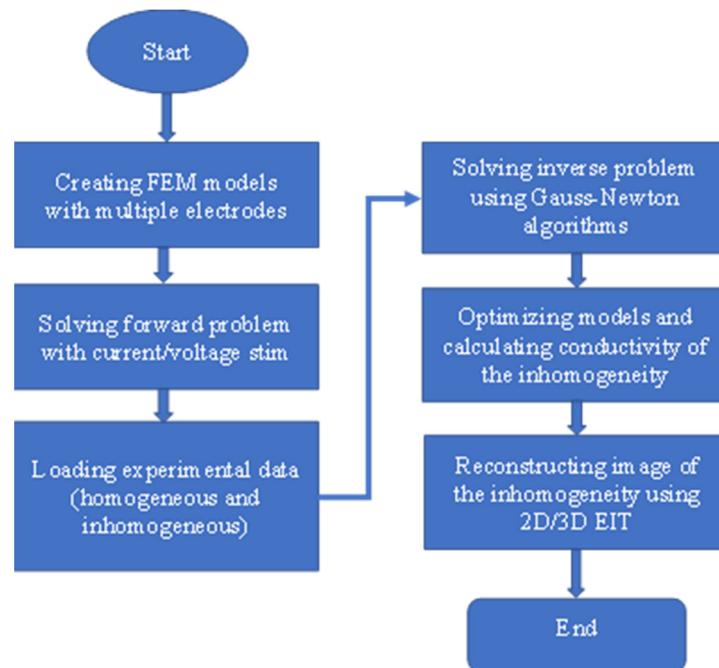 Start
Creating FEM models
with multiple electrodes
Solving forward problem
with current/voltage stim
Loading experimental data
(homogeneous and
inhomogeneous)
Solving inverse problem
using Gauss-Newton
algorithms
Optimizing models and
calculating conductivity of
the inhomogeneity
Reconstructing image of
the inhomogeneity using
2D/3D EIT
End